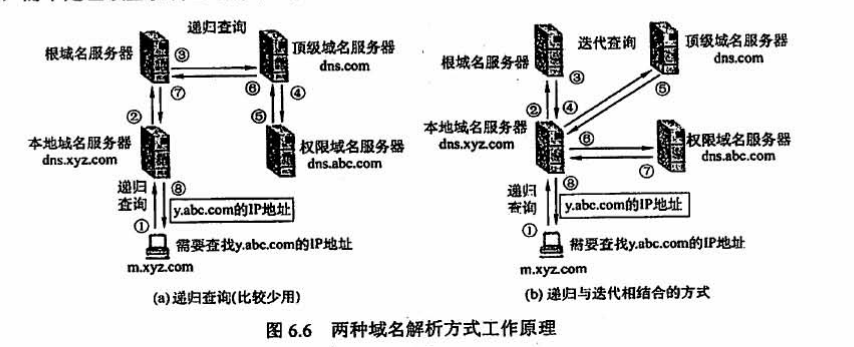 递归查询
根域名服务器
③
顶级域名服务器
dns.com
⑦
⑥
④
②
⑤
本地域名服务器
dns.xyz.com
权限域名服务器
dns.abc.com
递归
查询
⑧
y.abc.com的IP地址
①
需要查找y.abc.com的IP地址
m.xyz.com
(a) 递归查询(比较少用)
迭代查询
顶级域名服务器
dns.com
根域名服务器
③
②
④
⑤
本地域名服务器
dns.xyz.com
⑥
权限域名服务器
dns.abc.com
⑦
递归
查询
⑧
y.abc.com的IP地址
①
需要查找y.abc.com的IP地址
m.xyz.com
(b) 递归与迭代相结合的方式
图 6.6 两种域名解析方式工作原理